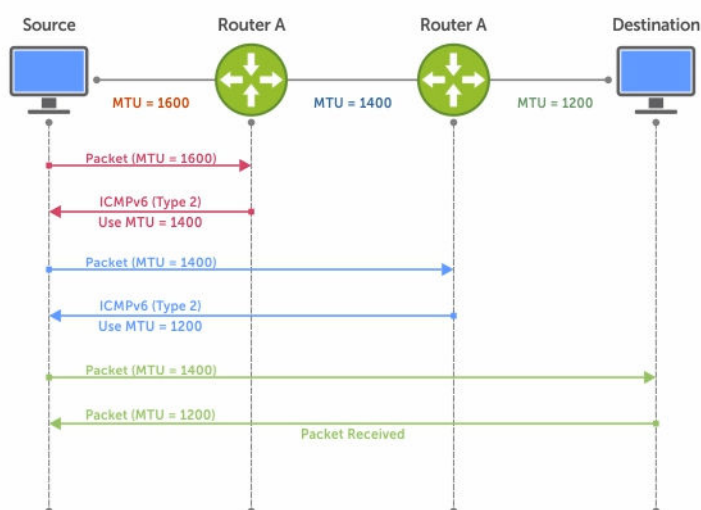 Source
Router A
Router A
Destination
MTU = 1600
MTU = 1400
MTU = 1200
Packet (MTU = 1600)
ICMPv6 (Type 2)
Use MTU = 1400
Packet (MTU = 1400)
ICMPv6 (Type 2)
Use MTU = 1200
Packet (MTU = 1400)
Packet (MTU = 1200)
Packet Received